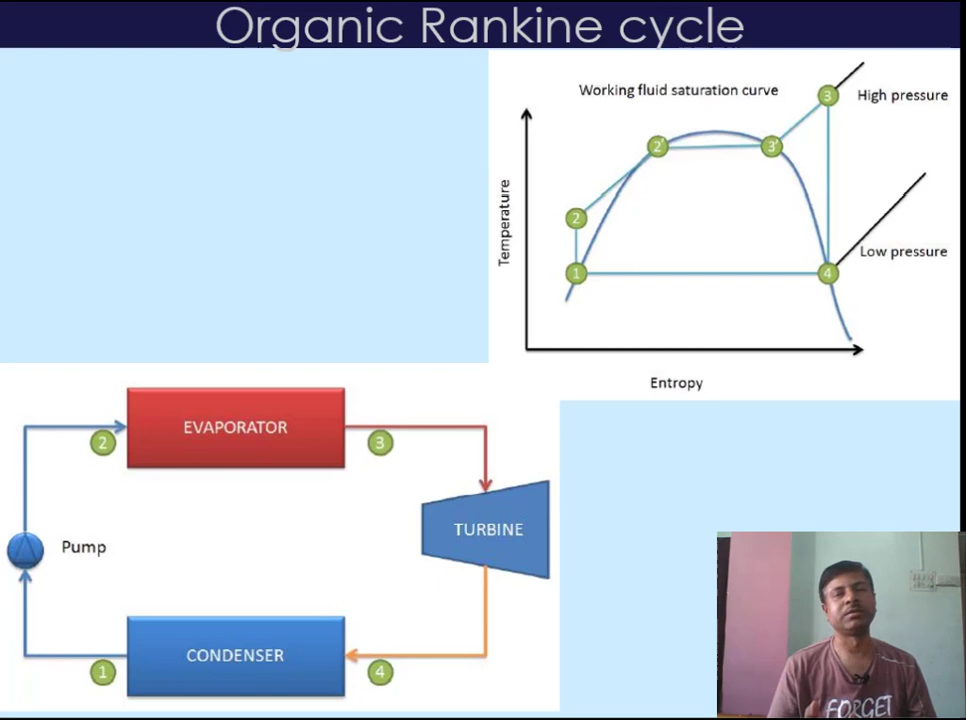 Organic Rankine cycle
Working fluid saturation curve
3
High pressure
2'
3'
Temperature
2
1
4
Low pressure
Entropy
EVAPORATOR
2
3
TURBINE
Pump
CONDENSER
1
4
FORGET